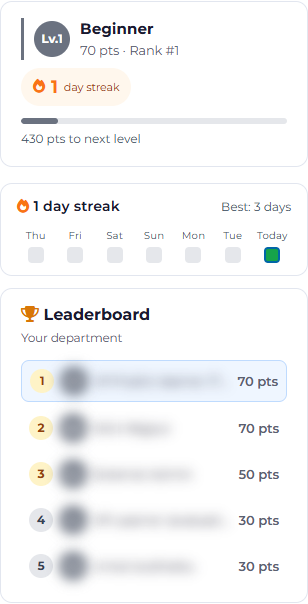 Lv.1
Beginner
70 pts · Rank #1
1 day streak
430 pts to next level
1 day streak
Best: 3 days
Thu Fri Sat Sun Mon Tue Today
Leaderboard
Your department
1 70 pts
2 70 pts
3 50 pts
4 30 pts
5 30 pts